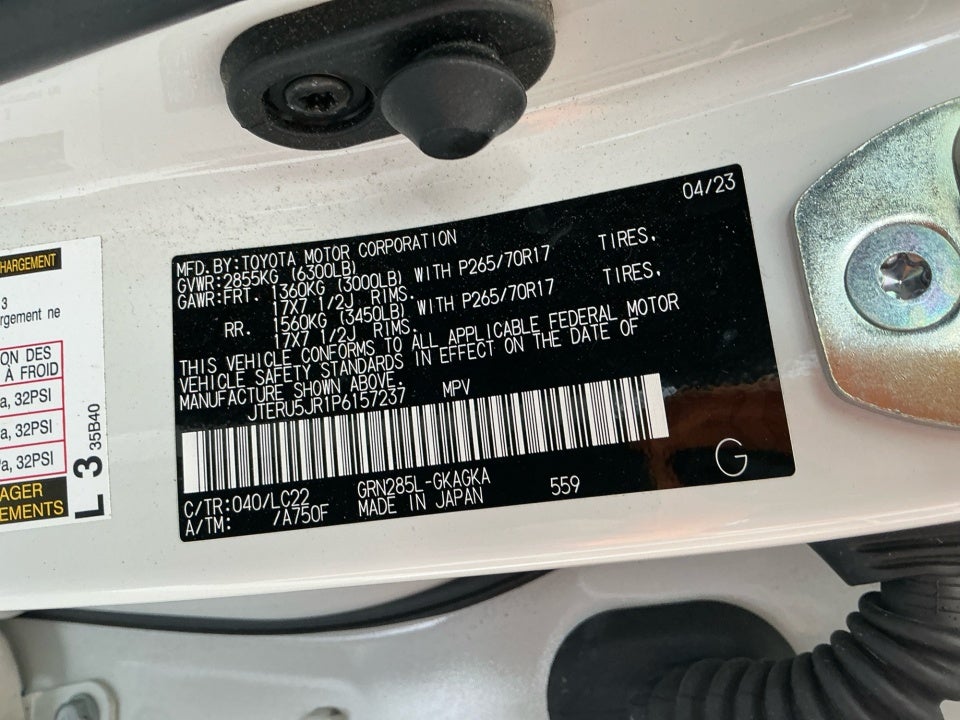 HARGEMENT
3
rgement ne
ON DES
À FROID
a, 32PSI
a, 32PSI
a, 32PSI
AGER
EMENTS
L 3 35B40
04/23
MFD.BY:TOYOTA MOTOR CORPORATION
GVWR:2855KG (6300LB)
GAWR:FRT. 1360KG (3000LB) WITH P265/70R17 TIRES,
17X7 1/2J RIMS.
RR. 1560KG (3450LB) WITH P265/70R17 TIRES,
17X7 1/2J RIMS.
THIS VEHICLE CONFORMS TO ALL APPLICABLE FEDERAL MOTOR
VEHICLE SAFETY STANDARDS IN EFFECT ON THE DATE OF
MANUFACTURE SHOWN ABOVE.
JTERU5JR1P6157237 MPV
C/TR:040/LC22 GRN285L-GKAGKA 559
A/TM: /A750F MADE IN JAPAN
G